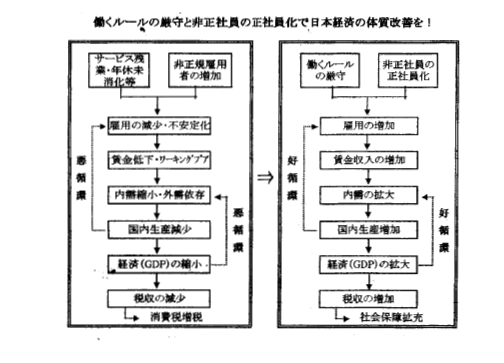 働くルールの厳守と非正社員の正社員化で日本経済の体質改善を!
サービス残
業・年休未
消化等
非正規雇用
者の増加
雇用の減少・不安定化
賃金低下・ワーキングプア
内需縮小・外需依存
国内生産減少
経済(GDP)の縮小
税収の減少
消費税増税
悪循環
悪循環
⇒
働くルール
の厳守
非正社員の
正社員化
雇用の増加
賃金収入の増加
内需の拡大
国内生産増加
経済(GDP)の拡大
税収の増加
社会保障拡充
好循環
好循環